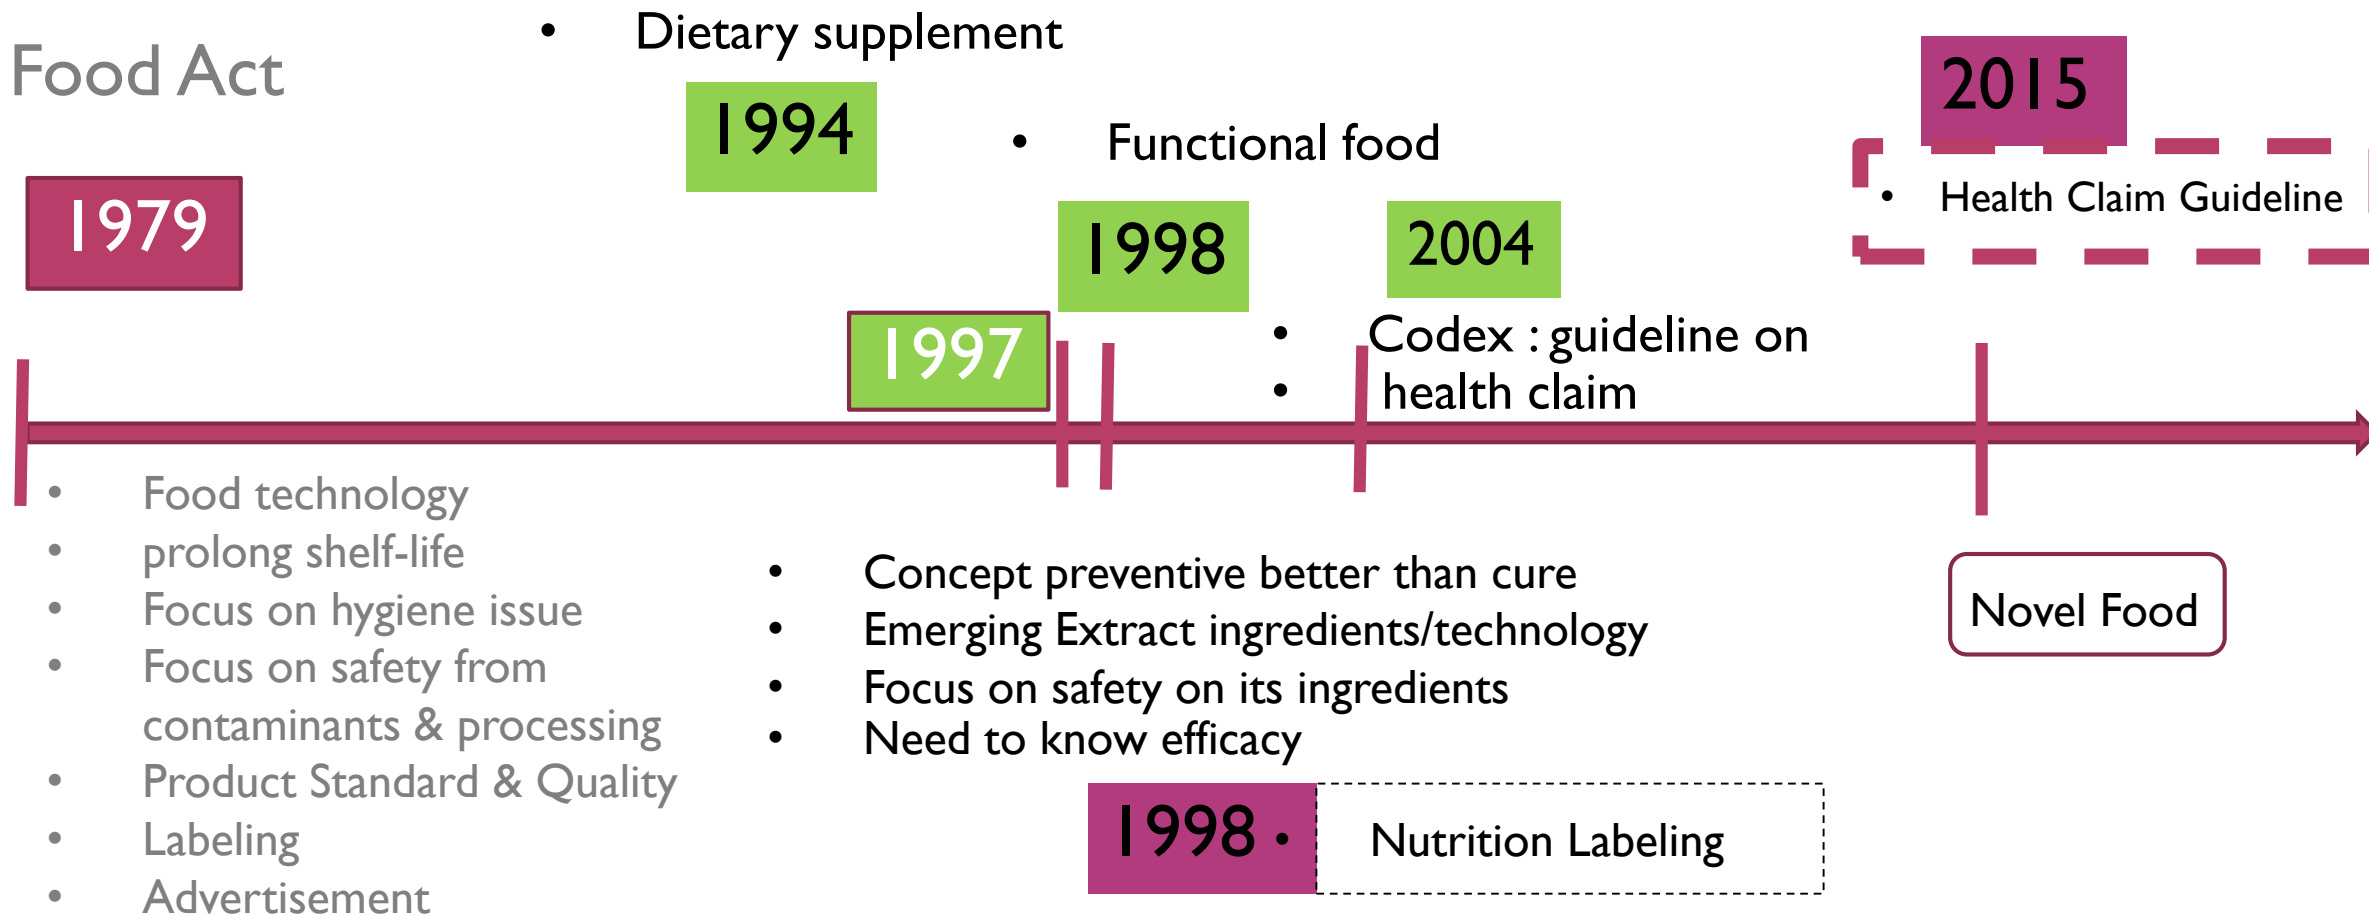 • Dietary supplement
Food Act
1994
2015
• Functional food
• Health Claim Guideline
1979
1998
2004
1997
• Codex : guideline on
• health claim
• Food technology
• prolong shelf-life
• Focus on hygiene issue
• Focus on safety from
contaminants & processing
• Product Standard & Quality
• Labeling
• Advertisement
• Concept preventive better than cure
• Emerging Extract ingredients/technology
• Focus on safety on its ingredients
• Need to know efficacy
Novel Food
1998 • Nutrition Labeling